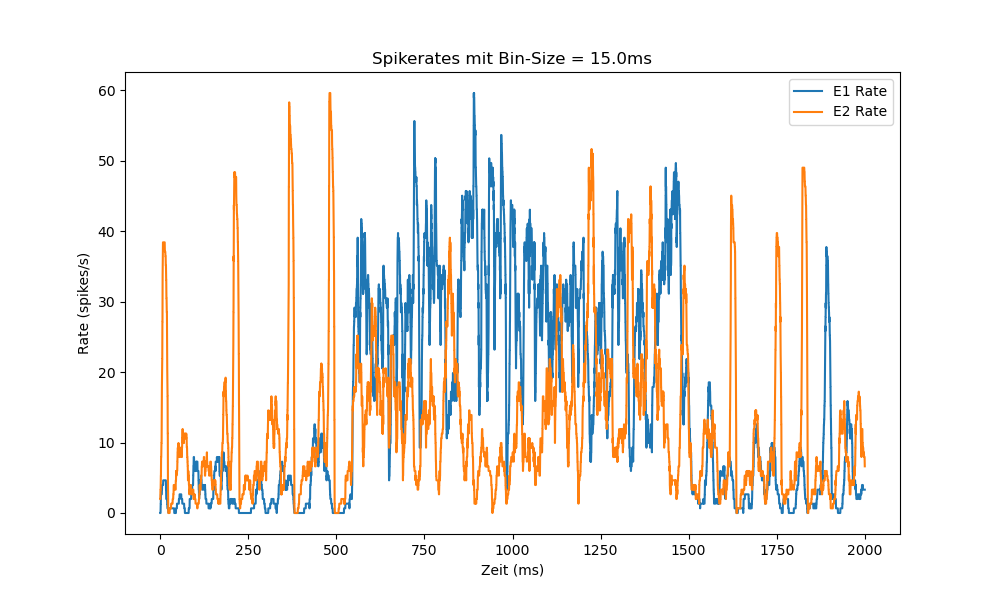 Spikerates mit Bin-Size = 15.0ms
E1 Rate
E2 Rate
60
50
40
30
20
10
0
Rate (spikes/s)
0 250 500 750 1000 1250 1500 1750 2000
Zeit (ms)